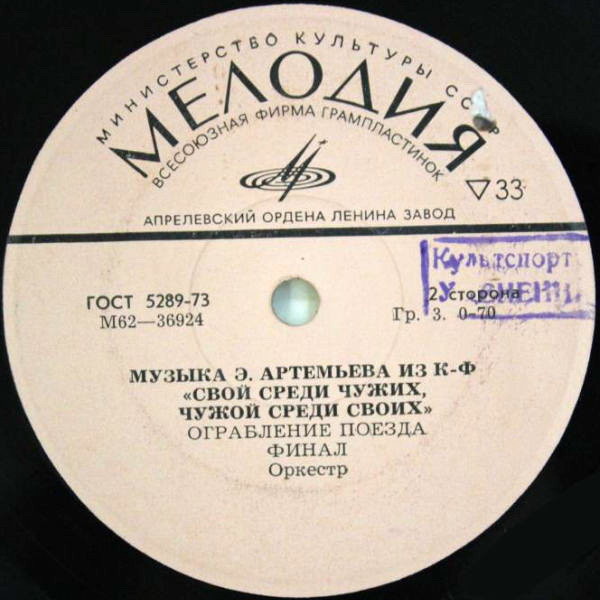 МИНИСТЕРСТВО КУЛЬТУРЫ СССР
МЕЛОДИЯ
ВСЕСОЮЗНАЯ ФИРМА ГРАМПЛАСТИНОК
▽ 33
АПРЕЛЕВСКИЙ ОРДЕНА ЛЕНИНА ЗАВОД
Культспорт
ГОСТ 5289-73
2 сторона
М62—36924
Гр. 3. 0-70
МУЗЫКА Э. АРТЕМЬЕВА ИЗ К-Ф
«СВОЙ СРЕДИ ЧУЖИХ,
ЧУЖОЙ СРЕДИ СВОИХ»
ОГРАБЛЕНИЕ ПОЕЗДА
ФИНАЛ
Оркестр